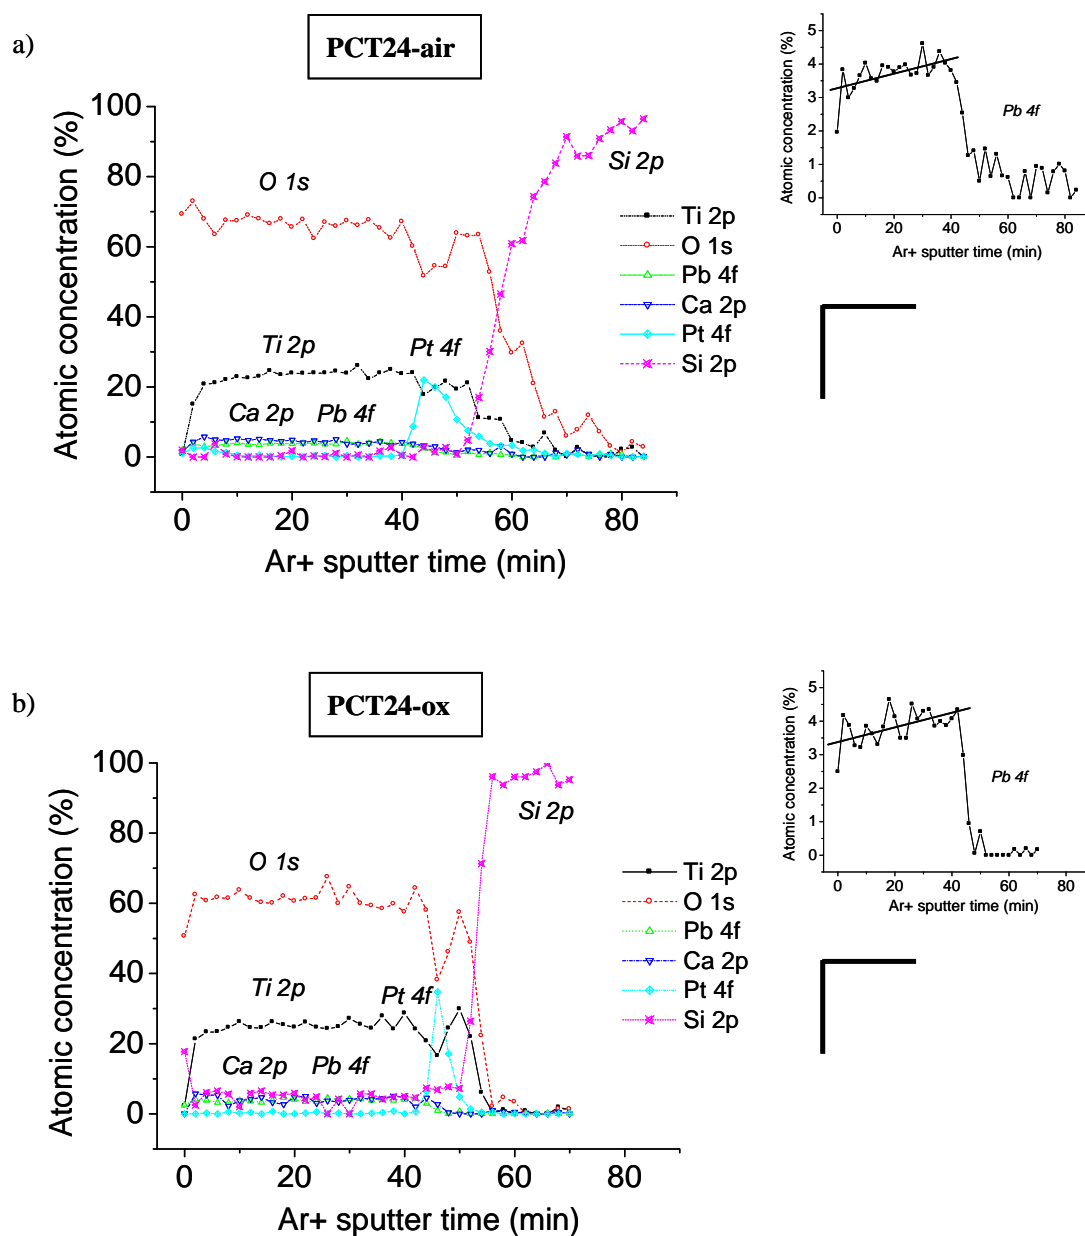 a)
PCT24-air
Atomic concentration (%)
100
80
60
40
20
0
0 20 40 60 80
Ar+ sputter time (min)
O 1s
Si 2p
Ti 2p
Pt 4f
Ca 2p Pb 4f
Ti 2p
O 1s
Pb 4f
Ca 2p
Pt 4f
Si 2p
Atomic concentration (%)
5
4
3
2
1
0
Pb 4f
0 20 40 60 80
Ar+ sputter time (min)
b)
PCT24-ox
Atomic concentration (%)
100
80
60
40
20
0
0 20 40 60 80
Ar+ sputter time (min)
O 1s
Si 2p
Ti 2p
Pt 4f
Ca 2p Pb 4f
Ti 2p
O 1s
Pb 4f
Ca 2p
Pt 4f
Si 2p
Atomic concentration (%)
5
4
3
2
1
0
Pb 4f
0 20 40 60 80
Ar+ sputter time (min)